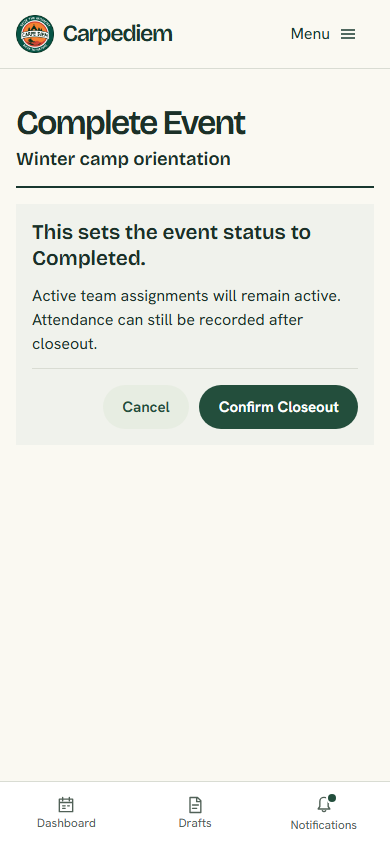 Carpediem
Menu
Complete Event
Winter camp orientation
This sets the event status to
Completed.
Active team assignments will remain active.
Attendance can still be recorded after
closeout.
Cancel
Confirm Closeout
Dashboard
Drafts
Notifications